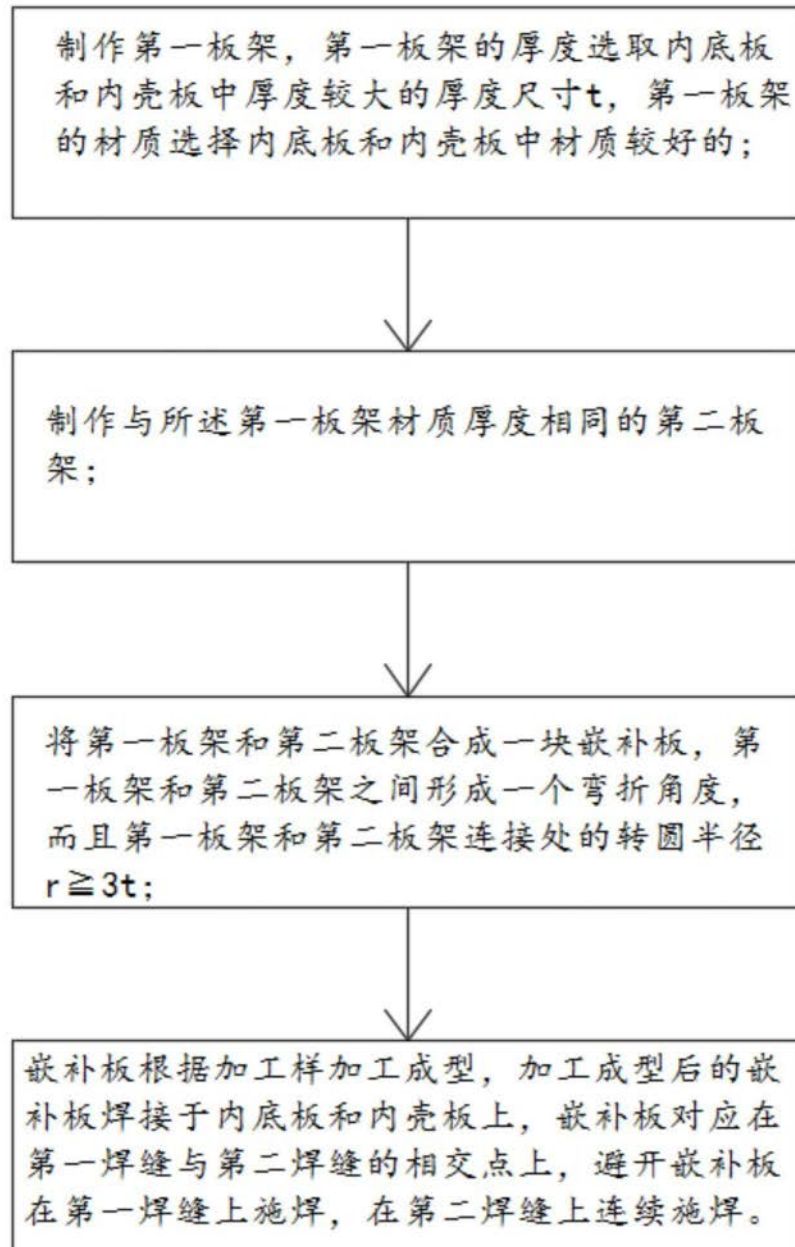 制作第一板架，第一板架的厚度选取内底板
和内壳板中厚度较大的厚度尺寸t，第一板架
的材质选择内底板和内壳板中材质较好的；
制作与所述第一板架材质厚度相同的第二板
架；
将第一板架和第二板架合成一块嵌补板，第
一板架和第二板架之间形成一个弯折角度，
而且第一板架和第二板架连接处的转圆半径
r≧3t；
嵌补板根据加工样加工成型，加工成型后的嵌
补板焊接于内底板和内壳板上，嵌补板对应在
第一焊缝与第二焊缝的相交点上，避开嵌补板
在第一焊缝上施焊，在第二焊缝上连续施焊。